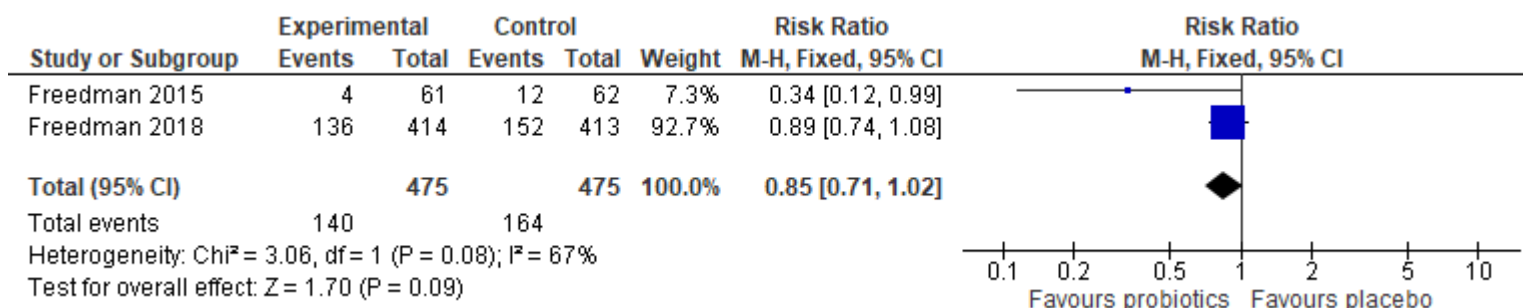 Experimental Control Risk Ratio Risk Ratio
Study or Subgroup Events Total Events Total Weight M-H, Fixed, 95% CI M-H, Fixed, 95% CI
Freedman 2015 4 61 12 62 7.3% 0.34 [0.12, 0.99]
Freedman 2018 136 414 152 413 92.7% 0.89 [0.74, 1.08]
Total (95% CI) 475 475 100.0% 0.85 [0.71, 1.02]
Total events 140 164
Heterogeneity: Chi² = 3.06, df = 1 (P = 0.08); I² = 67%
Test for overall effect: Z = 1.70 (P = 0.09)
0.1 0.2 0.5 1 2 5 10
Favours probiotics Favours placebo